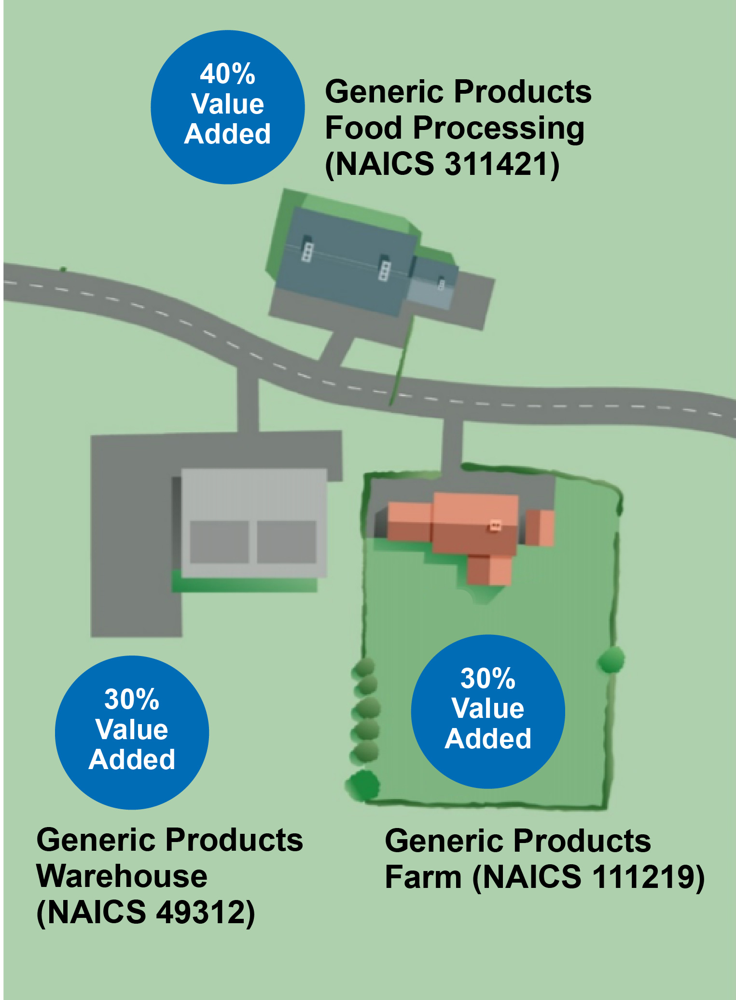 40%
Value
Added
Generic Products
Food Processing
(NAICS 311421)
30%
Value
Added
Generic Products
Warehouse
(NAICS 49312)
30%
Value
Added
Generic Products
Farm (NAICS 111219)